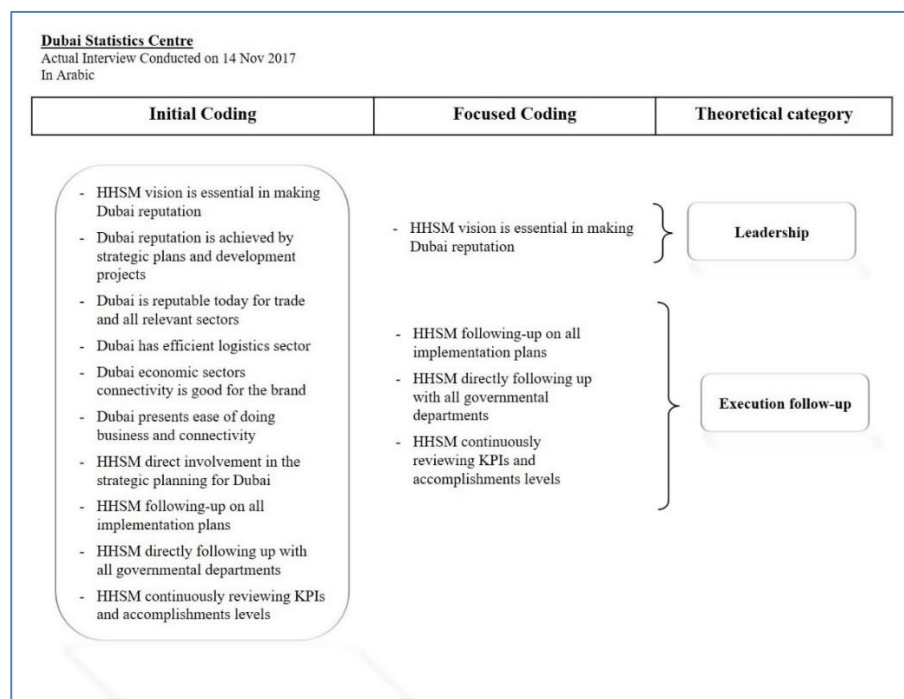 Dubai Statistics Centre
Actual Interview Conducted on 14 Nov 2017
In Arabic
Initial Coding
Focused Coding
Theoretical category
- HHSM vision is essential in making
Dubai reputation
- Dubai reputation is achieved by
strategic plans and development
projects
- Dubai is reputable today for trade
and all relevant sectors
- Dubai has efficient logistics sector
- Dubai economic sectors
connectivity is good for the brand
- Dubai presents ease of doing
business and connectivity
- HHSM direct involvement in the
strategic planning for Dubai
- HHSM following-up on all
implementation plans
- HHSM directly following up with
all governmental departments
- HHSM continuously reviewing KPIs
and accomplishments levels
- HHSM vision is essential in making
Dubai reputation
- HHSM following-up on all
implementation plans
- HHSM directly following up
with all governmental
departments
- HHSM continuously
reviewing KPIs and
accomplishments levels
Leadership
Execution follow-up